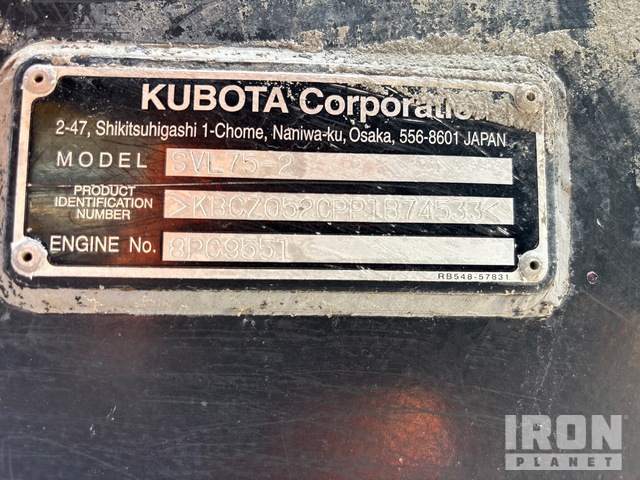 KUBOTA Corporation
2-47, Shikitsuhigashi 1-Chome, Naniwa-ku, Osaka, 556-8601 JAPAN
MODEL SVL75-2
PRODUCT
IDENTIFICATION
NUMBER >KBCZ052CPP1B74533<
ENGINE No. 8PC9551
RB548-57631
IRON
PLANET